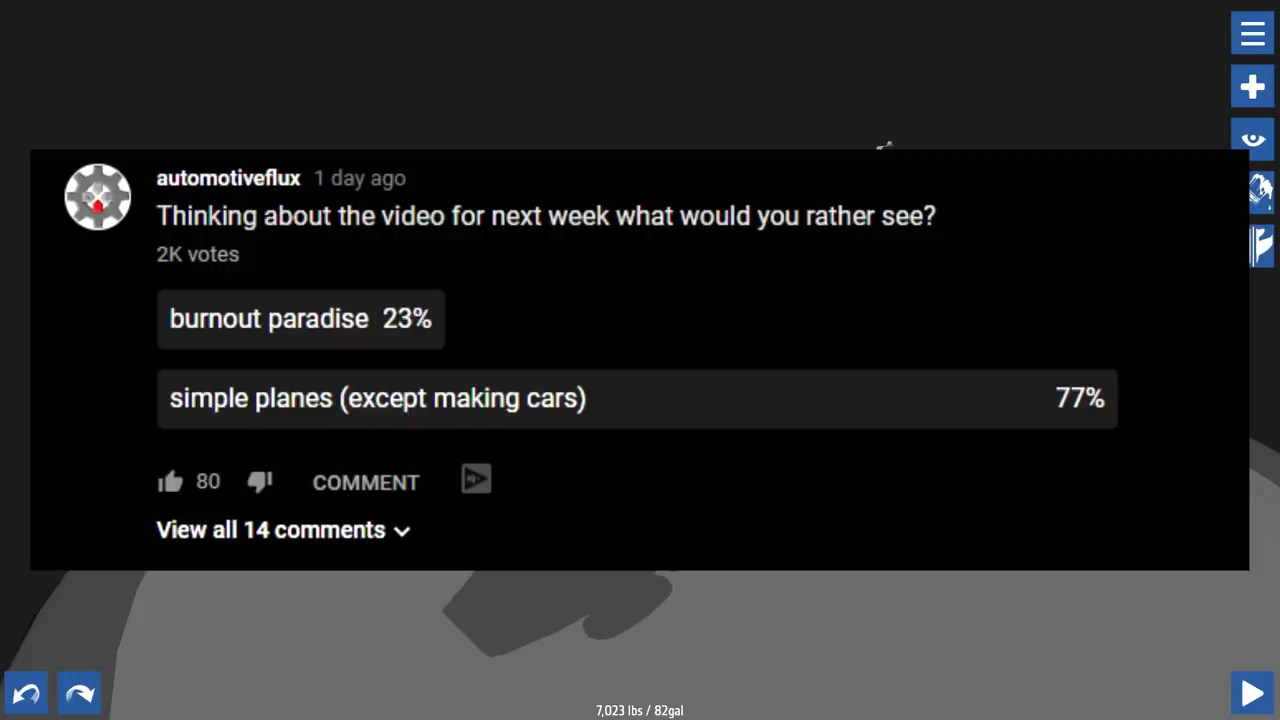 automotiveflux 1 day ago
Thinking about the video for next week what would you rather see?
2K votes
burnout paradise 23%
simple planes (except making cars) 77%
80 COMMENT
View all 14 comments
7,023 lbs / 82gal